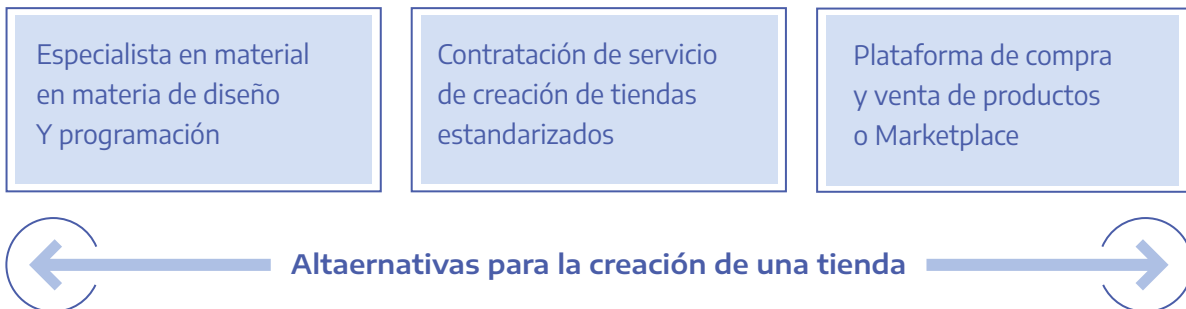 Especialista en material
en materia de diseño
Y programación
Contratación de servicio
de creación de tiendas
estandarizados
Plataforma de compra
y venta de productos
o Marketplace
Altaernativas para la creación de una tienda